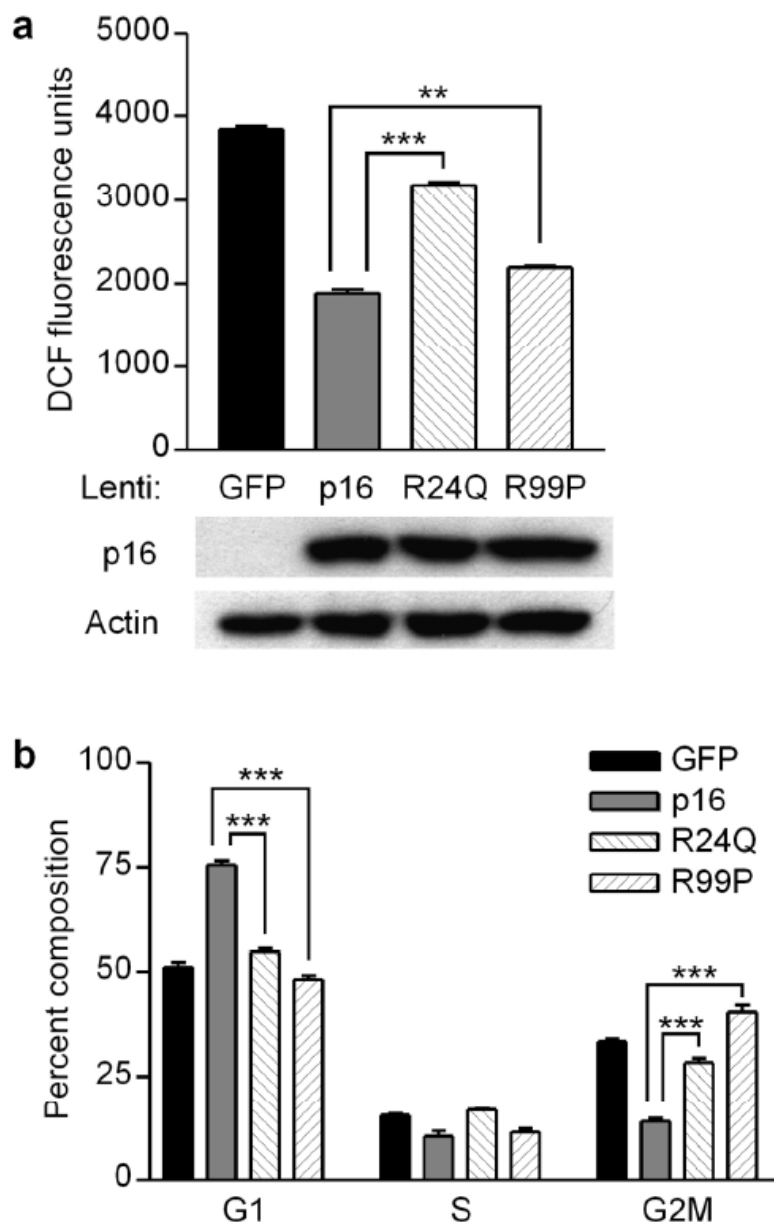 a
5000
4000
3000
2000
1000
0
DCF fluorescence units
**
***
Lenti: GFP p16 R24Q R99P
p16
Actin
b
100
75
50
25
0
Percent composition
***
***
***
***
GFP
p16
R24Q
R99P
G1 S G2M